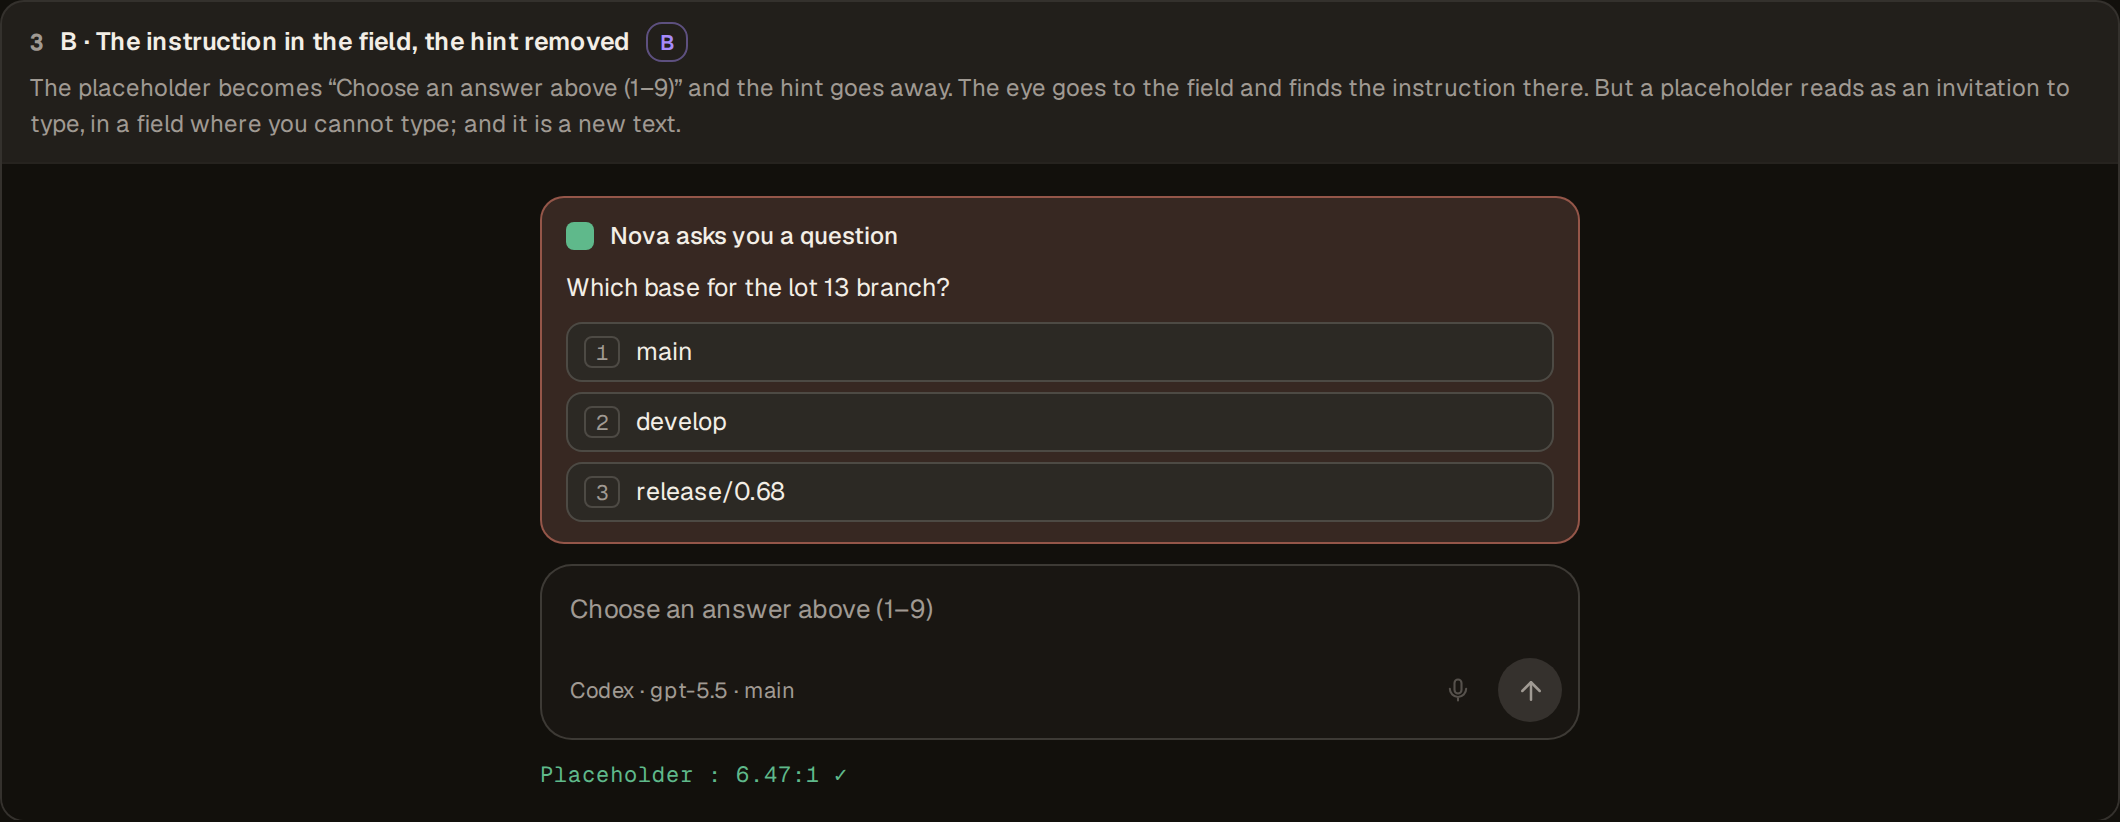 3 B · The instruction in the field, the hint removed B
The placeholder becomes “Choose an answer above (1–9)” and the hint goes away. The eye goes to the field and finds the instruction there. But a placeholder reads as an invitation to
type, in a field where you cannot type; and it is a new text.
Nova asks you a question
Which base for the lot 13 branch?
1 main
2 develop
3 release/0.68
Choose an answer above (1–9)
Codex · gpt-5.5 · main
Placeholder : 6.47:1 ✓